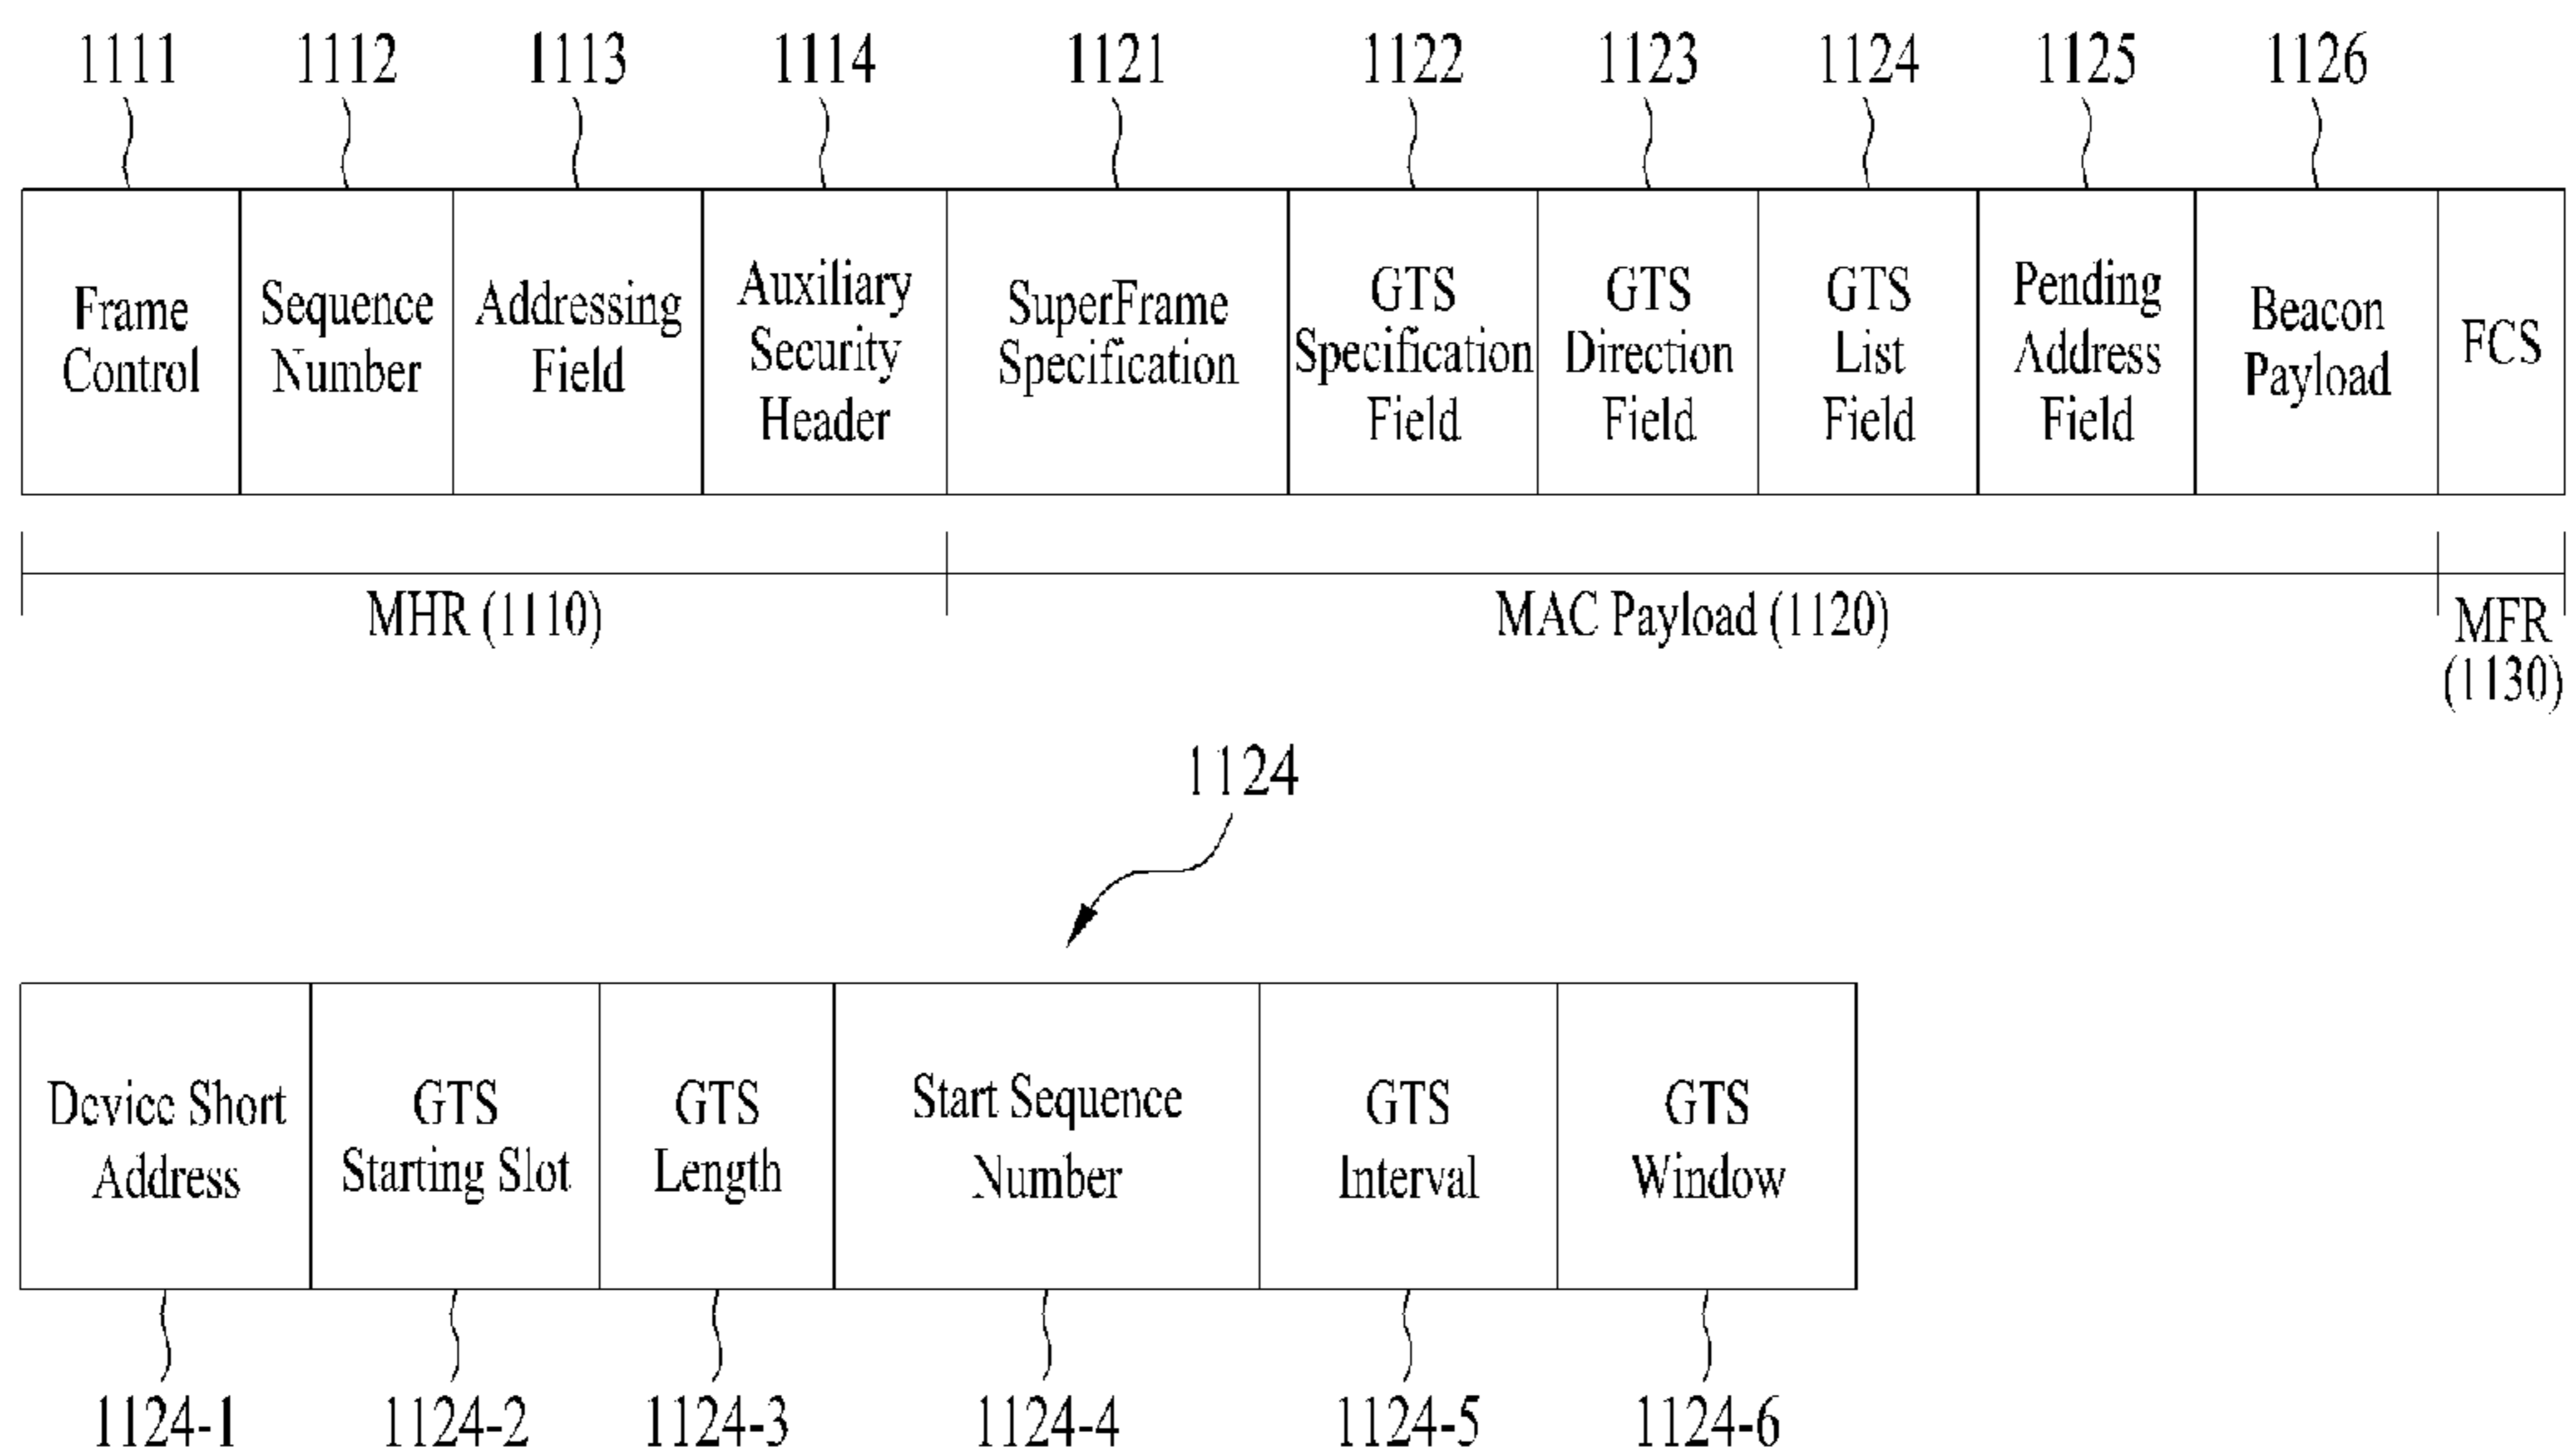 1111 1112 1113 1114 1121 1122 1123 1124 1125 1126
Frame
Control
Sequence
Number
Addressing
Field
Auxiliary
Security
Header
SuperFrame
Specification
GTS
Specification
Field
GTS
Direction
Field
GTS
List
Field
Pending
Address
Field
Beacon
Payload
FCS
MHR (1110)
MAC Payload (1120)
MFR
(1130)
1124
Device Short
Address
GTS
Starting Slot
GTS
Length
Start Sequence
Number
GTS
Interval
GTS
Window
1124-1 1124-2 1124-3 1124-4 1124-5 1124-6